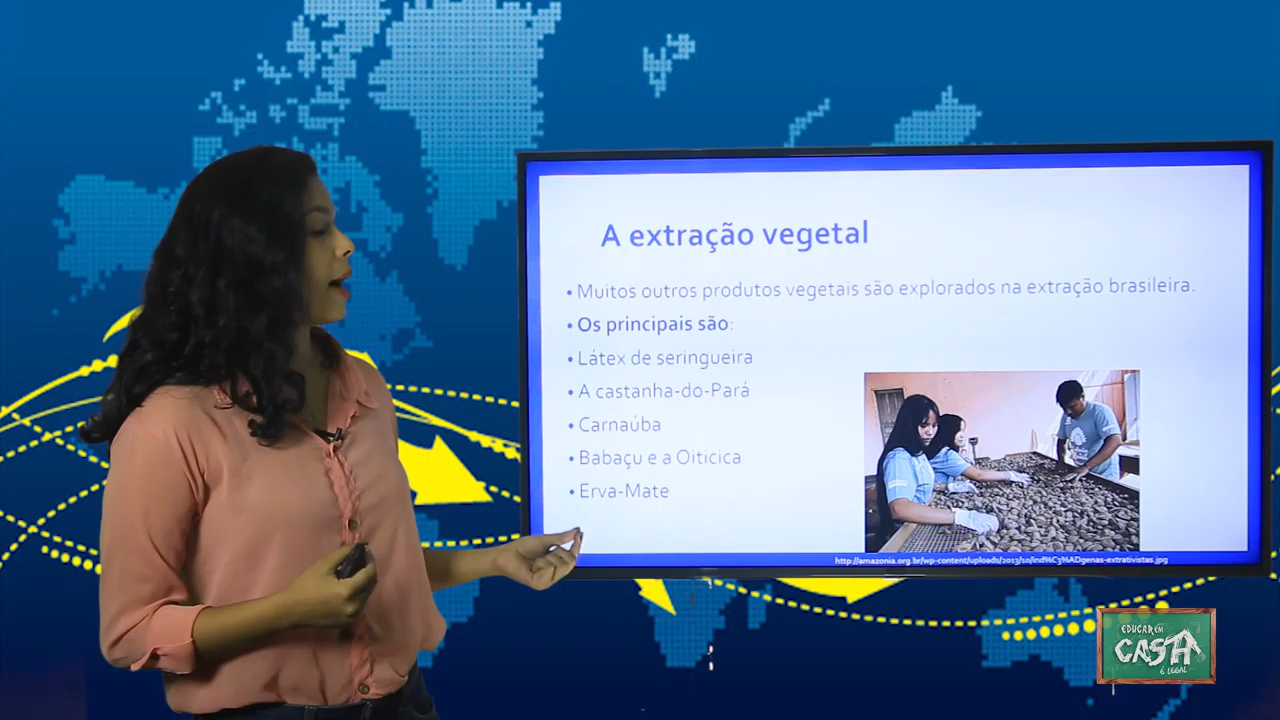 A extração vegetal
• Muitos outros produtos vegetais são explorados na extração brasileira.
• Os principais são:
• Látex de seringueira
• A castanha-do-Pará
• Carnaúba
• Babaçu e a Oiticica
• Erva-Mate
http://amazonia.org.br/wp-content/uploads/2013/10/ind%C3%ADgenas-extrativistas.jpg
EDUCAR EM
CASA
É LEGAL